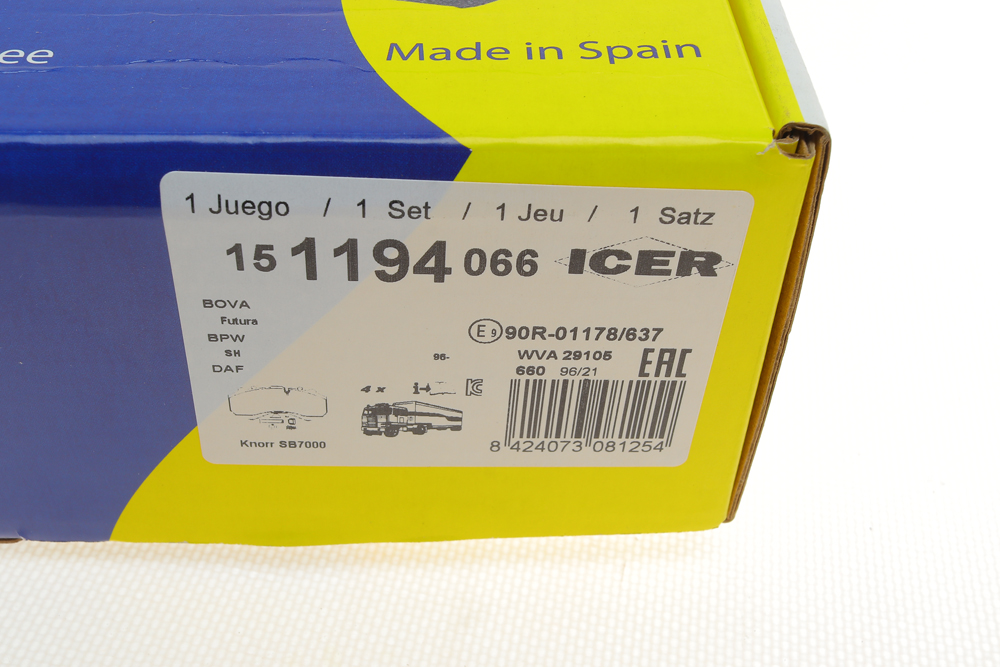 ee
Made in Spain
1 Juego / 1 Set / 1 Jeu / 1 Satz
15 1194 066 ICER
BOVA
Futura
BPW
SH
DAF
96-
E9 90R-01178/637
WVA 29105
660 96/21
EAC
4 x
Knorr SB7000
8 424073 081254